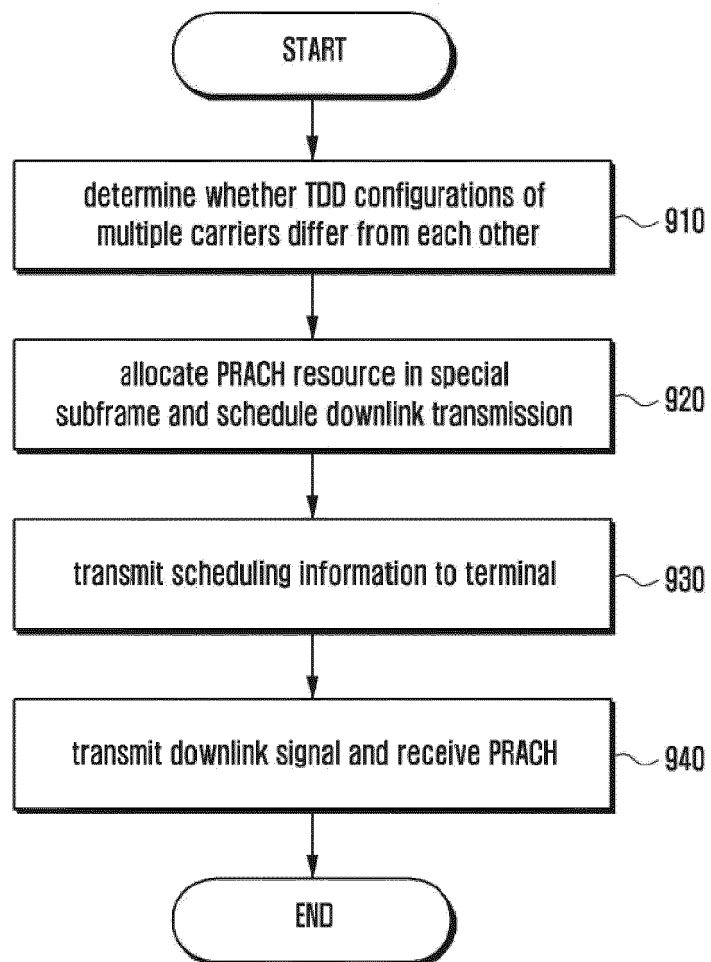 START
determine whether TDD configurations of
multiple carriers differ from each other
910
allocate PRACH resource in special
subframe and schedule downlink transmission
920
transmit scheduling information to terminal
930
transmit downlink signal and receive PRACH
940
END